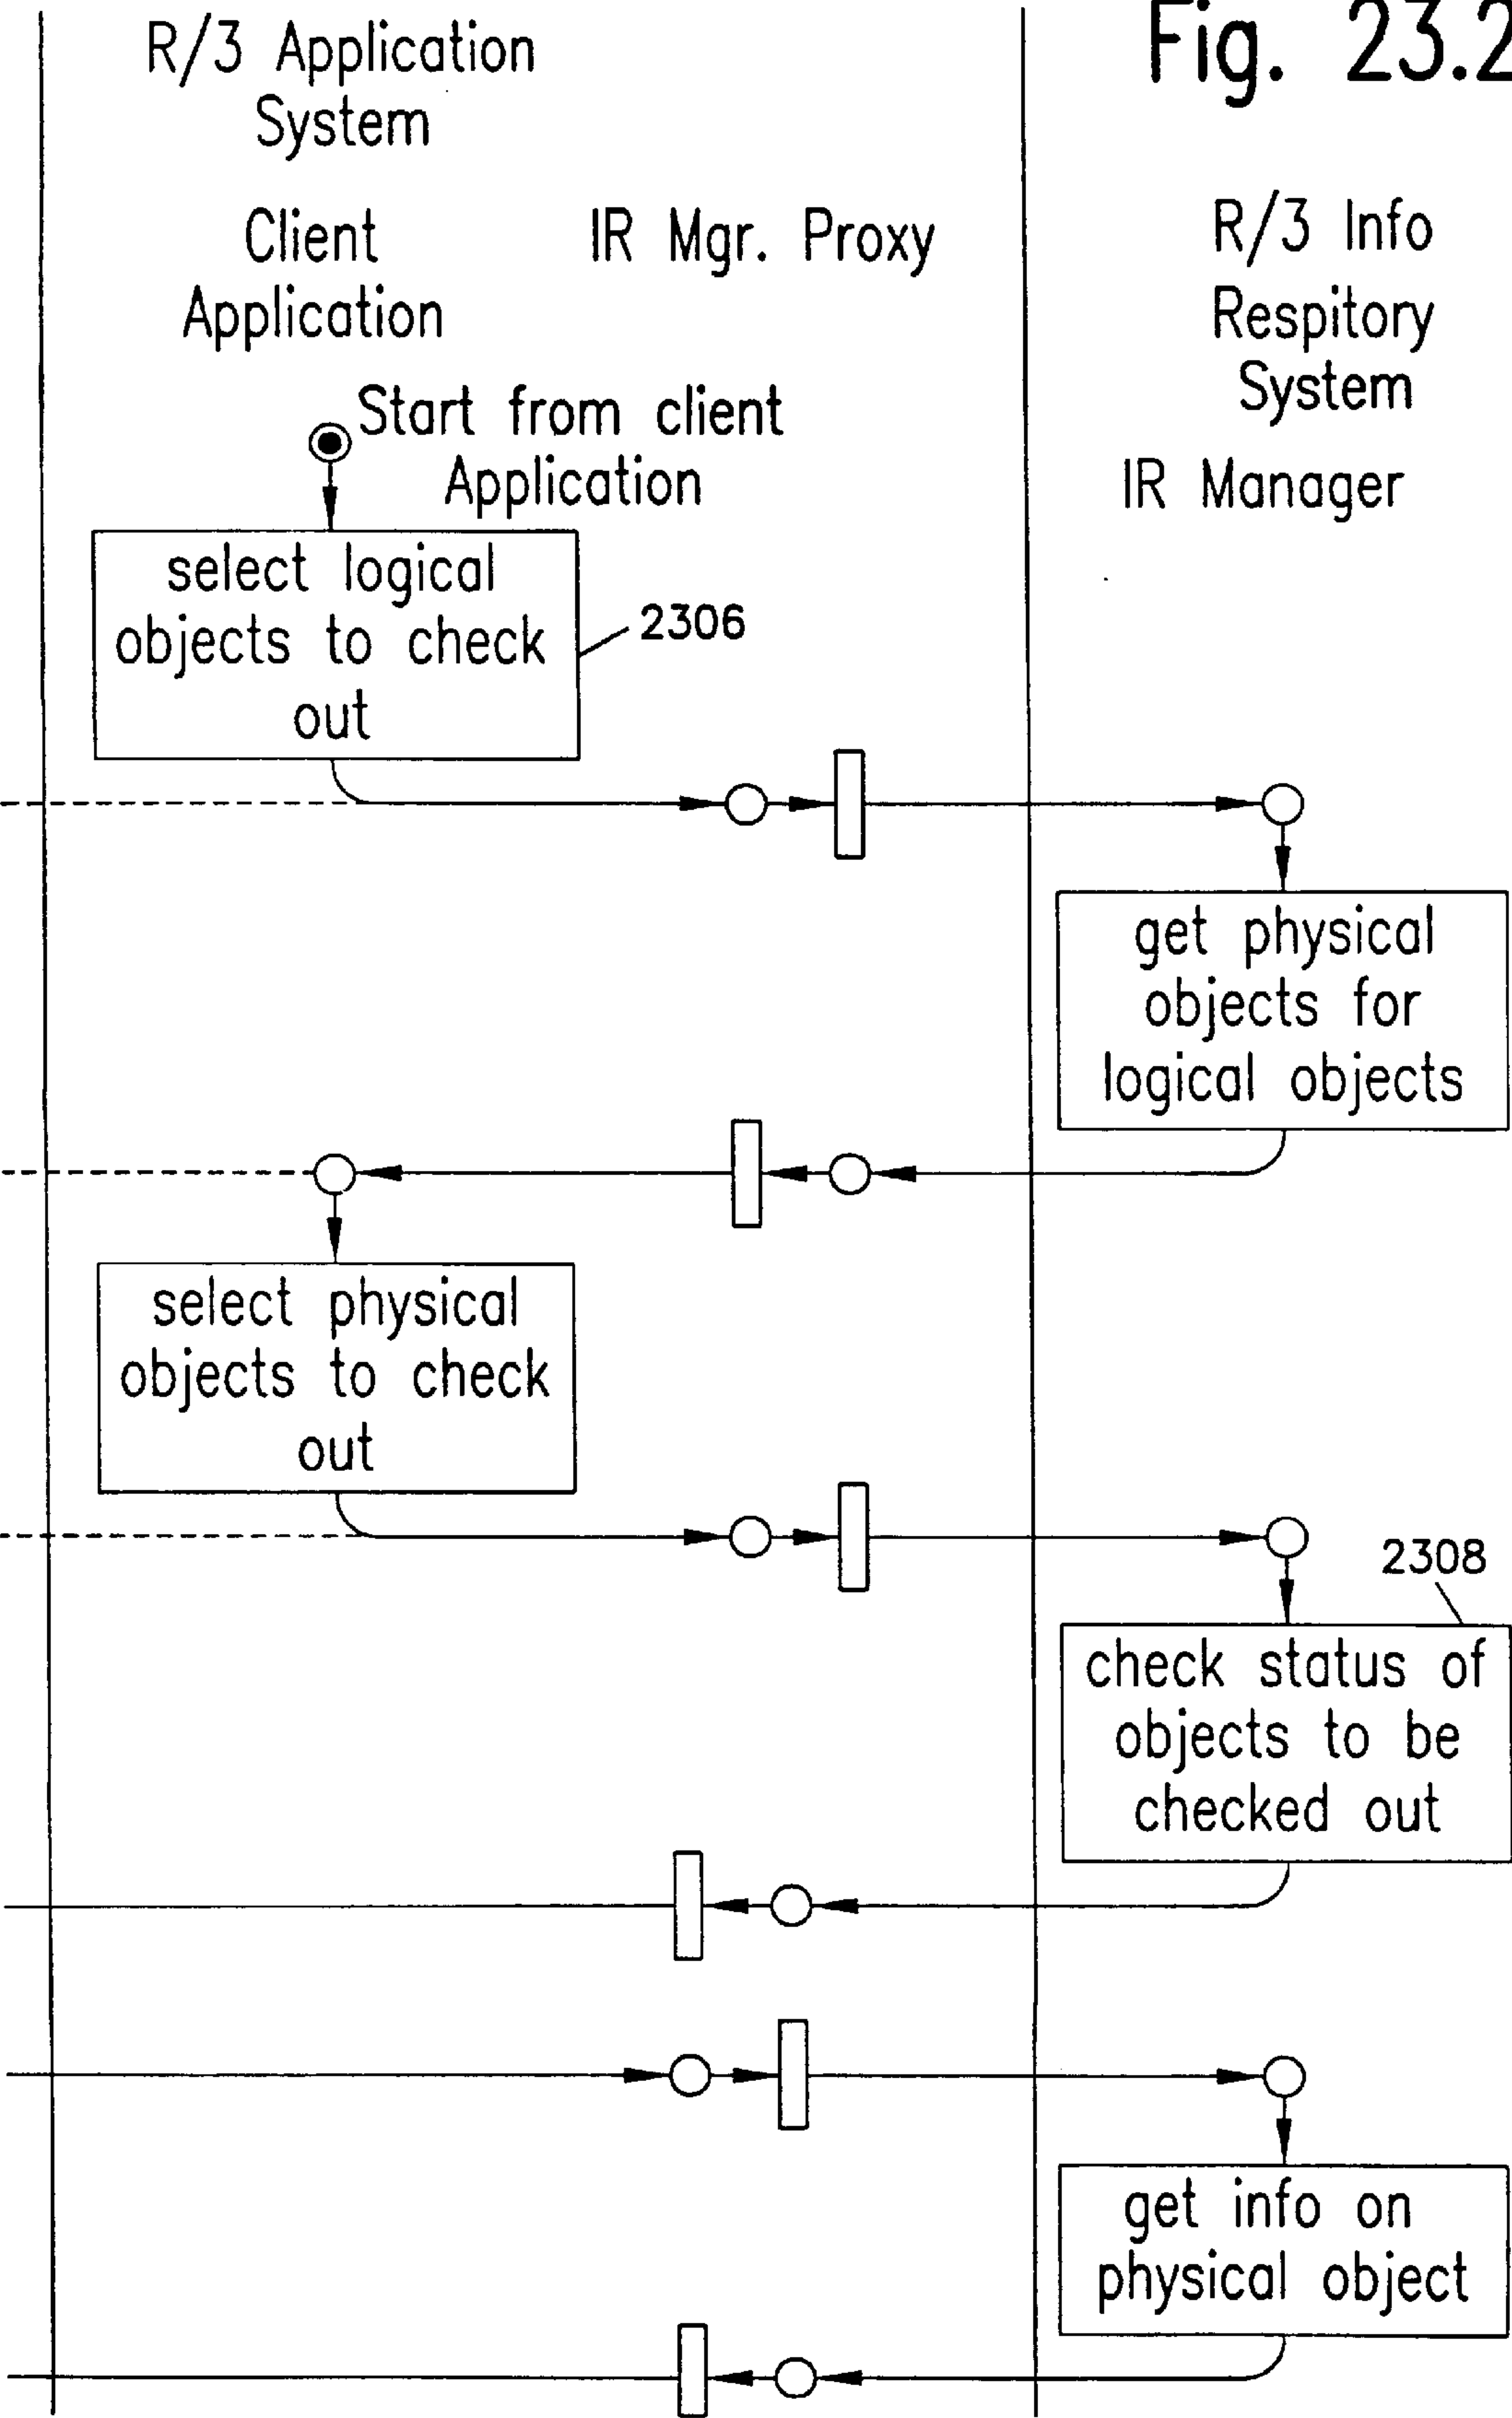 Fig. 23.2
R/3 Application
System
Client
Application
IR Mgr. Proxy
R/3 Info
Respitory
System
IR Manager
Start from client
Application
select logical
objects to check
out
2306
get physical
objects for
logical objects
select physical
objects to check
out
2308
check status of
objects to be
checked out
get info on
physical object